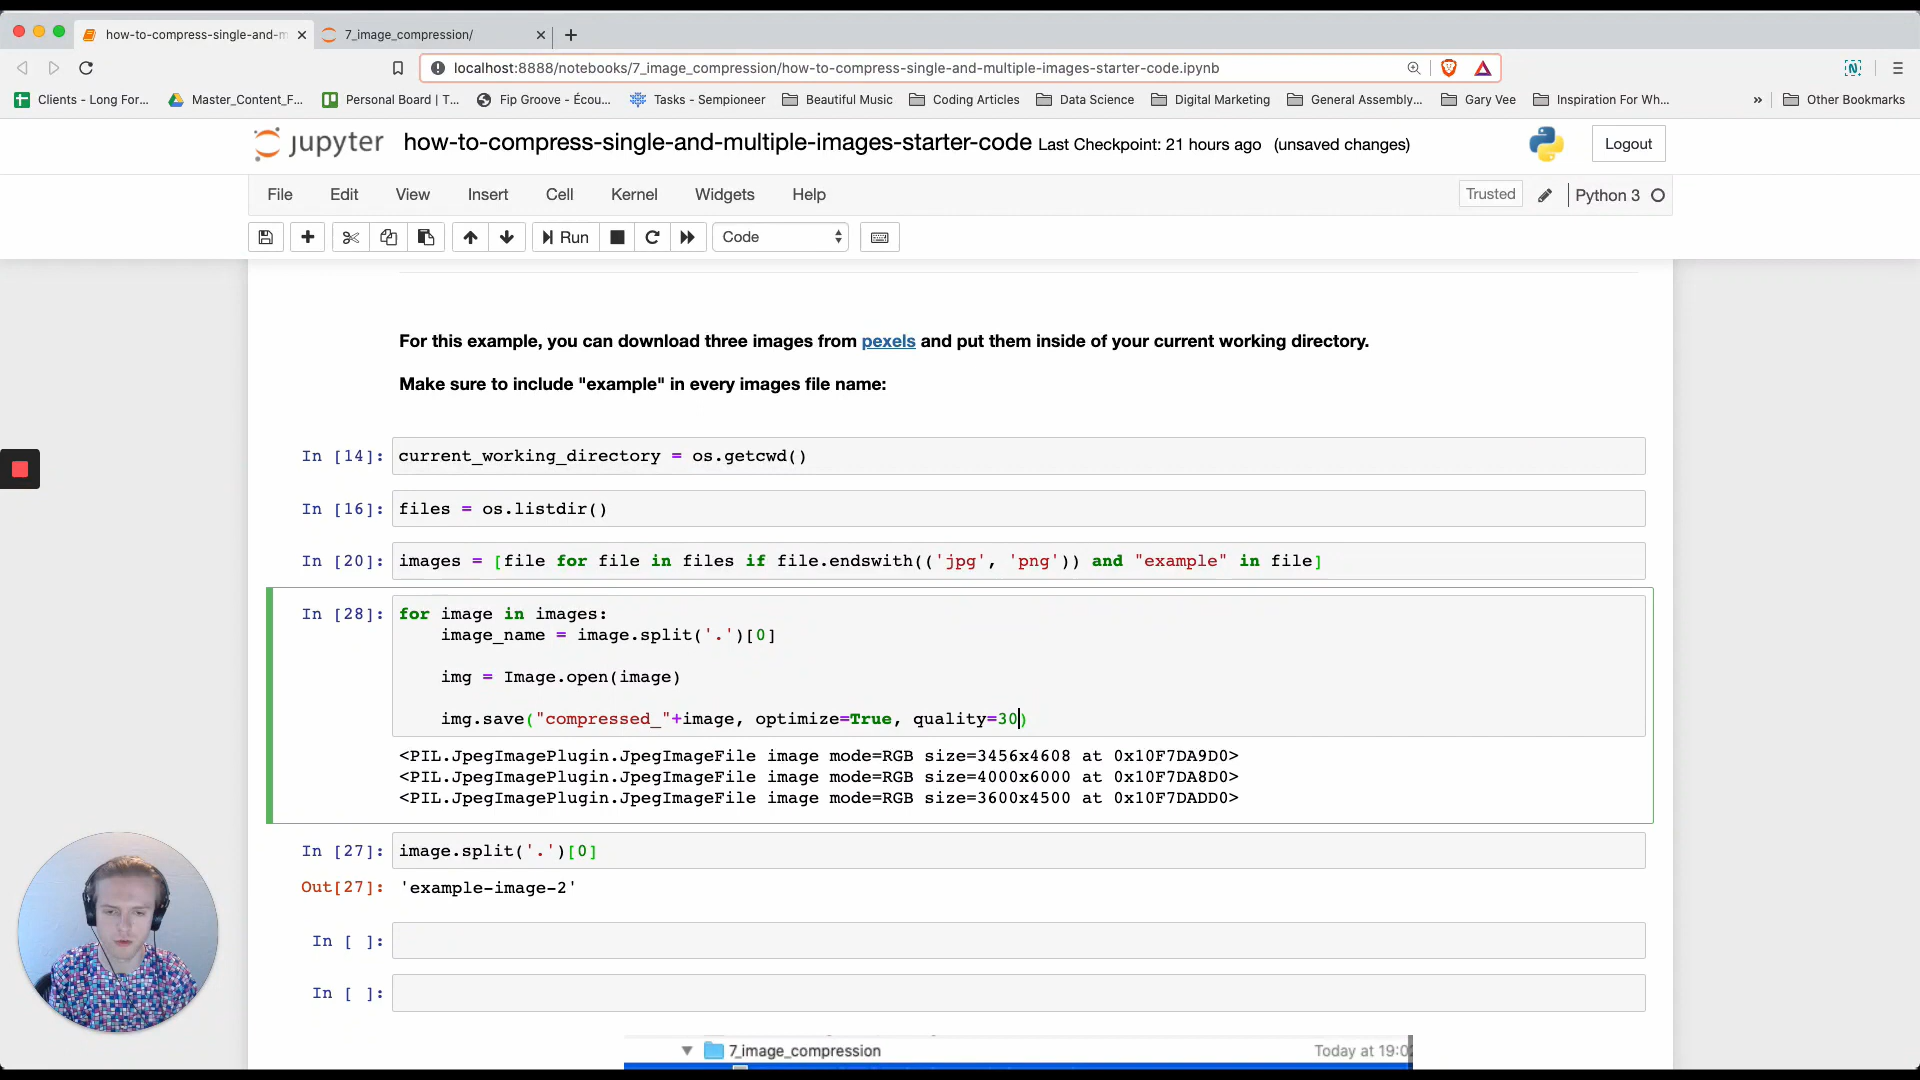 how-to-compress-single-and-m
7_image_compression/
localhost:8888/notebooks/7_image_compression/how-to-compress-single-and-multiple-images-starter-code.ipynb
Clients - Long For... Master_Content_F... Personal Board | T... Fip Groove - Écou... Tasks - Sempioneer Beautiful Music Coding Articles Data Science Digital Marketing General Assembly... Gary Vee Inspiration For Wh... » Other Bookmarks
jupyter how-to-compress-single-and-multiple-images-starter-code Last Checkpoint: 21 hours ago (unsaved changes) Logout
File Edit View Insert Cell Kernel Widgets Help Trusted Python 3
Run Code
For this example, you can download three images from pexels and put them inside of your current working directory.
Make sure to include "example" in every images file name:
In [14]: current_working_directory = os.getcwd()
In [16]: files = os.listdir()
In [20]: images = [file for file in files if file.endswith(('jpg', 'png')) and "example" in file]
In [28]: for image in images:
image_name = image.split('.')[0]
img = Image.open(image)
img.save("compressed_"+image, optimize=True, quality=30)
<PIL.JpegImagePlugin.JpegImageFile image mode=RGB size=3456x4608 at 0x10F7DA9D0>
<PIL.JpegImagePlugin.JpegImageFile image mode=RGB size=4000x6000 at 0x10F7DA8D0>
<PIL.JpegImagePlugin.JpegImageFile image mode=RGB size=3600x4500 at 0x10F7DADD0>
In [27]: image.split('.')[0]
Out[27]: 'example-image-2'
In [ ]:
In [ ]:
7_image_compression Today at 19:02